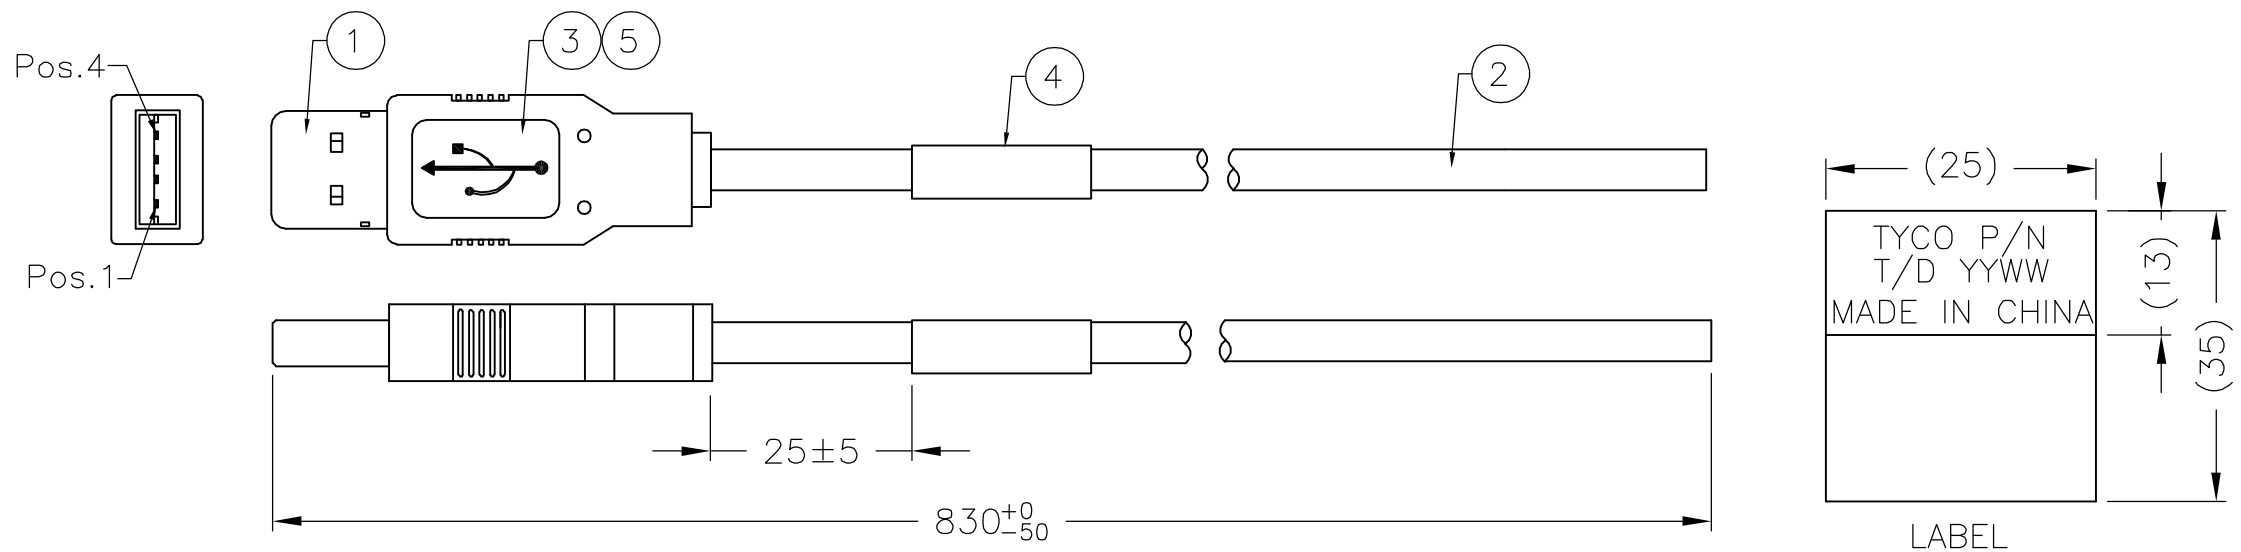 1
3
5
4
2
Pos.4
Pos.1
(25)
TYCO P/N
T/D YYWW
MADE IN CHINA
(13)
(35)
25±5
830+0
-50
LABEL